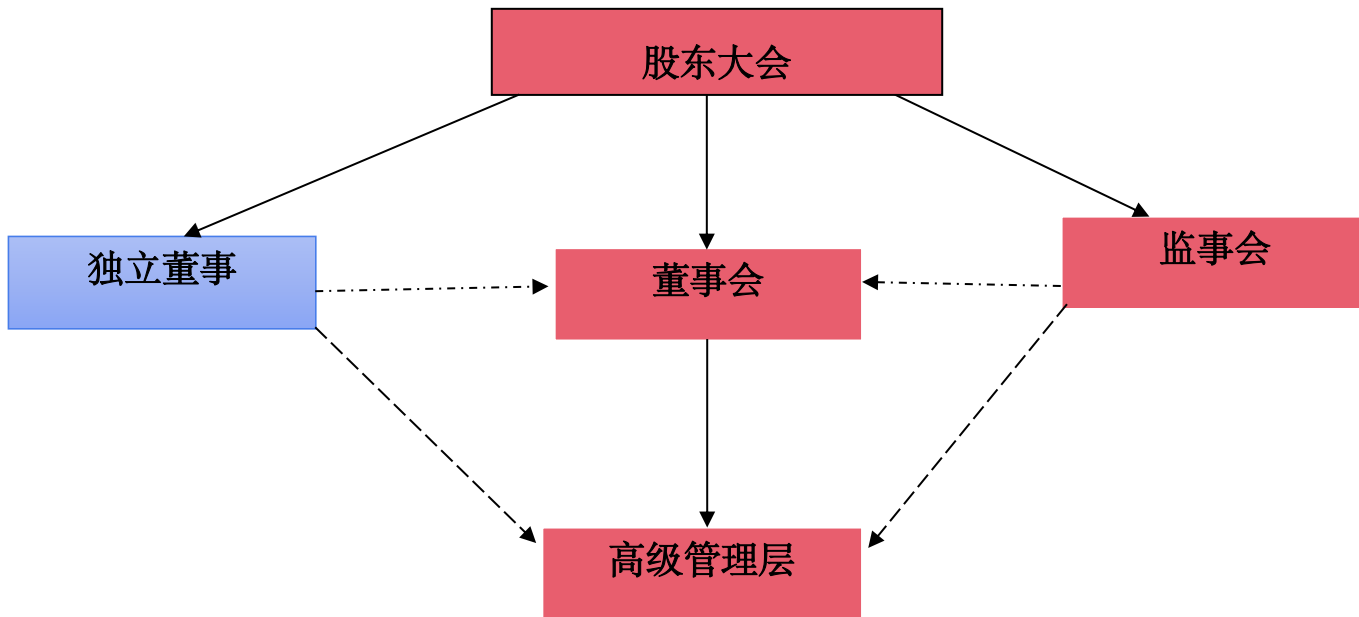 股东大会
独立董事
董事会
监事会
高级管理层